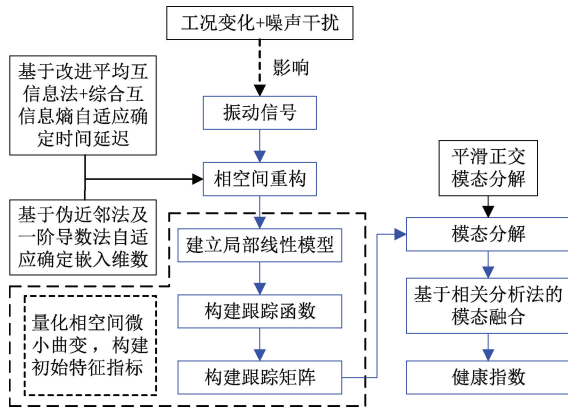 工况变化+噪声干扰
影响
基于改进平均互
信息法+综合互
信息熵自适应确
定时间延迟
振动信号
相空间重构
基于伪近邻法及
一阶导数法自适
应确定嵌入维数
建立局部线性模型
构建跟踪函数
构建跟踪矩阵
量化相空间微
小曲变，构建
初始特征指标
平滑正交
模态分解
模态分解
基于相关分析法的
模态融合
健康指数